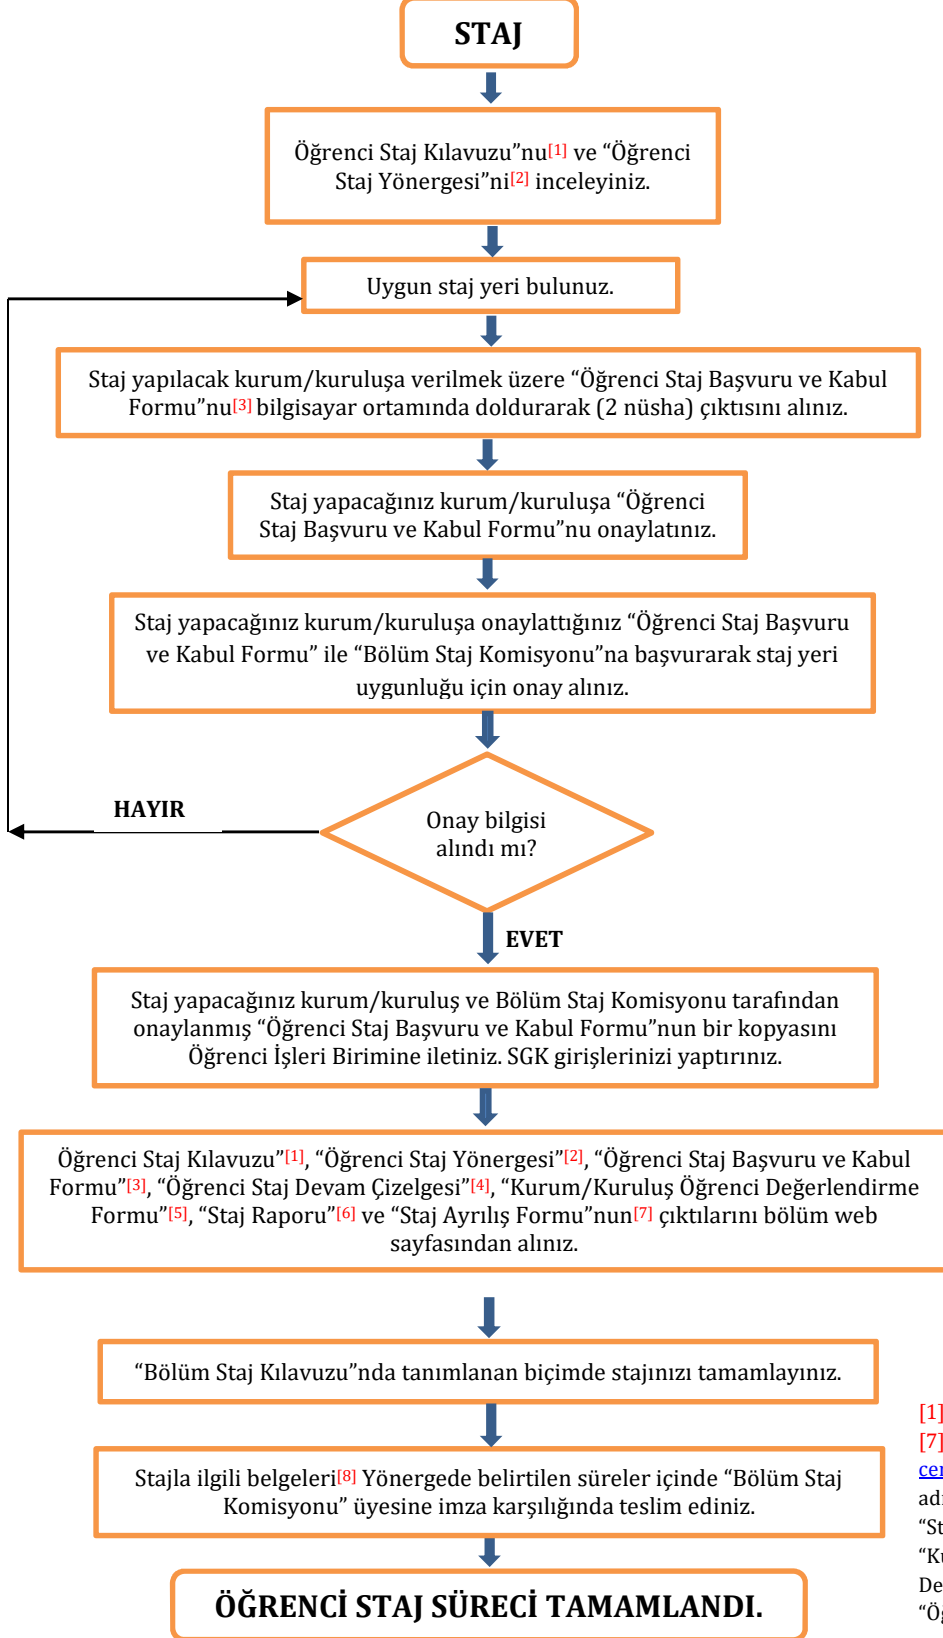 STAJ
Öğrenci Staj Kılavuzu”nu[1] ve “Öğrenci
Staj Yönergesi”ni[2] inceleyiniz.
Uygun staj yeri bulunuz.
Staj yapılacak kurum/kuruluşa verilmek üzere “Öğrenci Staj Başvuru ve Kabul
Formu”nu[3] bilgisayar ortamında doldurarak (2 nüsha) çıktısını alınız.
Staj yapacağınız kurum/kuruluşa “Öğrenci
Staj Başvuru ve Kabul Formu”nu onaylatınız.
Staj yapacağınız kurum/kuruluşa onaylattığınız “Öğrenci Staj Başvuru
ve Kabul Formu” ile “Bölüm Staj Komisyonu”na başvurarak staj yeri
uygunluğu için onay alınız.
HAYIR
Onay bilgisi
alındı mı?
EVET
Staj yapacağınız kurum/kuruluş ve Bölüm Staj Komisyonu tarafından
onaylanmış “Öğrenci Staj Başvuru ve Kabul Formu”nun bir kopyasını
Öğrenci İşleri Birimine iletiniz. SGK girişlerinizi yaptırınız.
Öğrenci Staj Kılavuzu”[1], “Öğrenci Staj Yönergesi”[2], “Öğrenci Staj Başvuru ve Kabul
Formu”[3], “Öğrenci Staj Devam Çizelgesi”[4], “Kurum/Kuruluş Öğrenci Değerlendirme
Formu”[5], “Staj Raporu”[6] ve “Staj Ayrılış Formu”nun[7] çıktılarını bölüm web
sayfasından alınız.
“Bölüm Staj Kılavuzu”nda tanımlanan biçimde stajınızı tamamlayınız.
Stajla ilgili belgeleri[8] Yönergede belirtilen süreler içinde “Bölüm Staj
Komisyonu” üyesine imza karşılığında teslim ediniz.
ÖĞRENCİ STAJ SÜRECİ TAMAMLANDI.
[1]
[7]